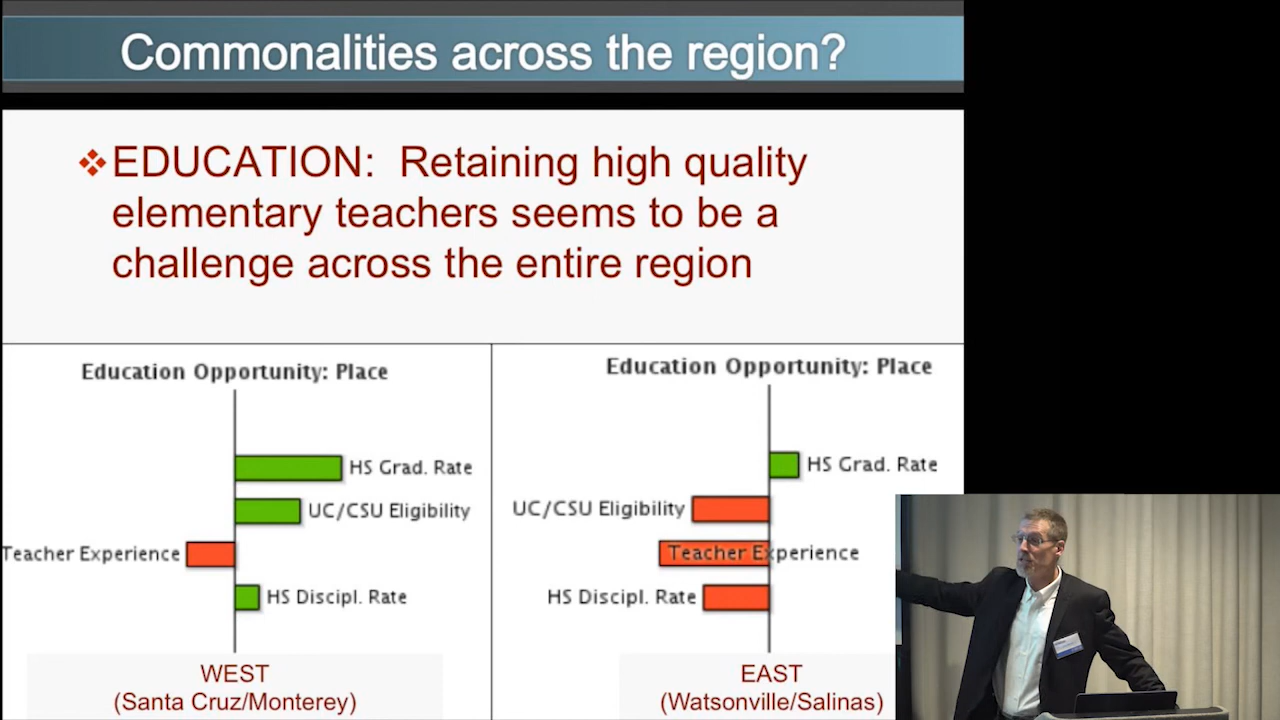 Commonalities across the region?
❖EDUCATION: Retaining high quality
elementary teachers seems to be a
challenge across the entire region
Education Opportunity: Place
HS Grad. Rate
UC/CSU Eligibility
Teacher Experience
HS Discipl. Rate
WEST
(Santa Cruz/Monterey)
Education Opportunity: Place
HS Grad. Rate
UC/CSU Eligibility
Teacher Experience
HS Discipl. Rate
EAST
(Watsonville/Salinas)